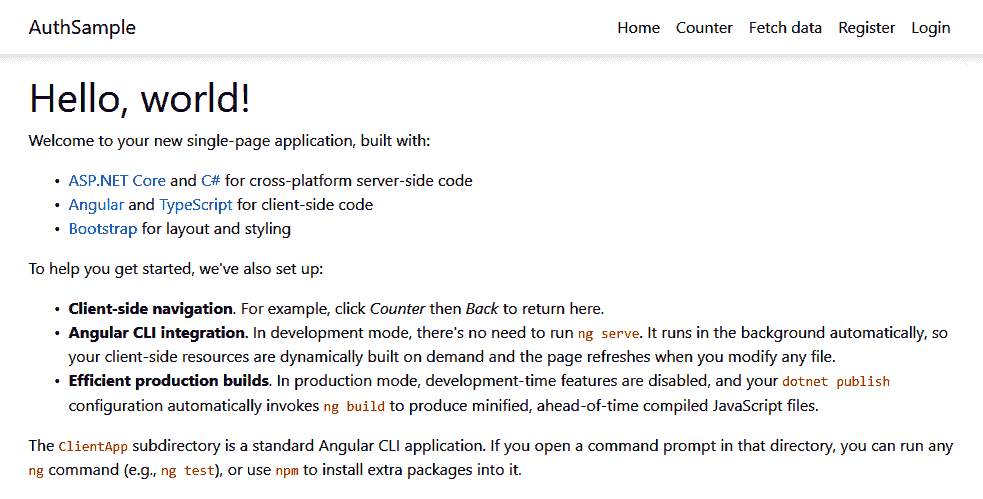 AuthSample
Home Counter Fetch data Register Login
Hello, world!
Welcome to your new single-page application, built with:
• ASP.NET Core and C# for cross-platform server-side code
• Angular and TypeScript for client-side code
• Bootstrap for layout and styling
To help you get started, we've also set up:
• Client-side navigation. For example, click Counter then Back to return here.
• Angular CLI integration. In development mode, there's no need to run ng serve. It runs in the background automatically, so
your client-side resources are dynamically built on demand and the page refreshes when you modify any file.
• Efficient production builds. In production mode, development-time features are disabled, and your dotnet publish
configuration automatically invokes ng build to produce minified, ahead-of-time compiled JavaScript files.
The ClientApp subdirectory is a standard Angular CLI application. If you open a command prompt in that directory, you can run any
ng command (e.g., ng test), or use npm to install extra packages into it.